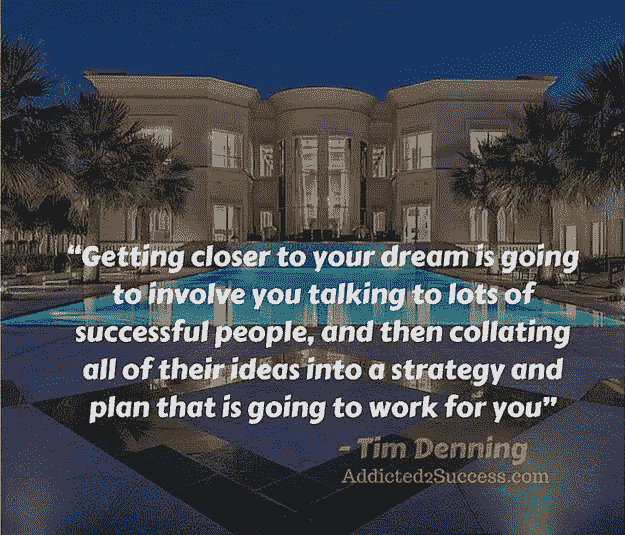 “Getting closer to your dream is going
to involve you talking to lots of
successful people, and then collating
all of their ideas into a strategy and
plan that is going to work for you”
- Tim Denning
Addicted2Success.com